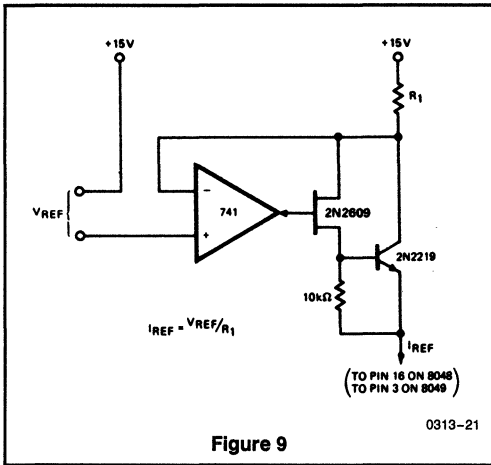 +15V
+15V
R1
VREF
−
741
+
2N2609
2N2219
10kΩ
IREF = VREF/R1
IREF
(TO PIN 16 ON 8048)
(TO PIN 3 ON 8049)
0313-21
Figure 9